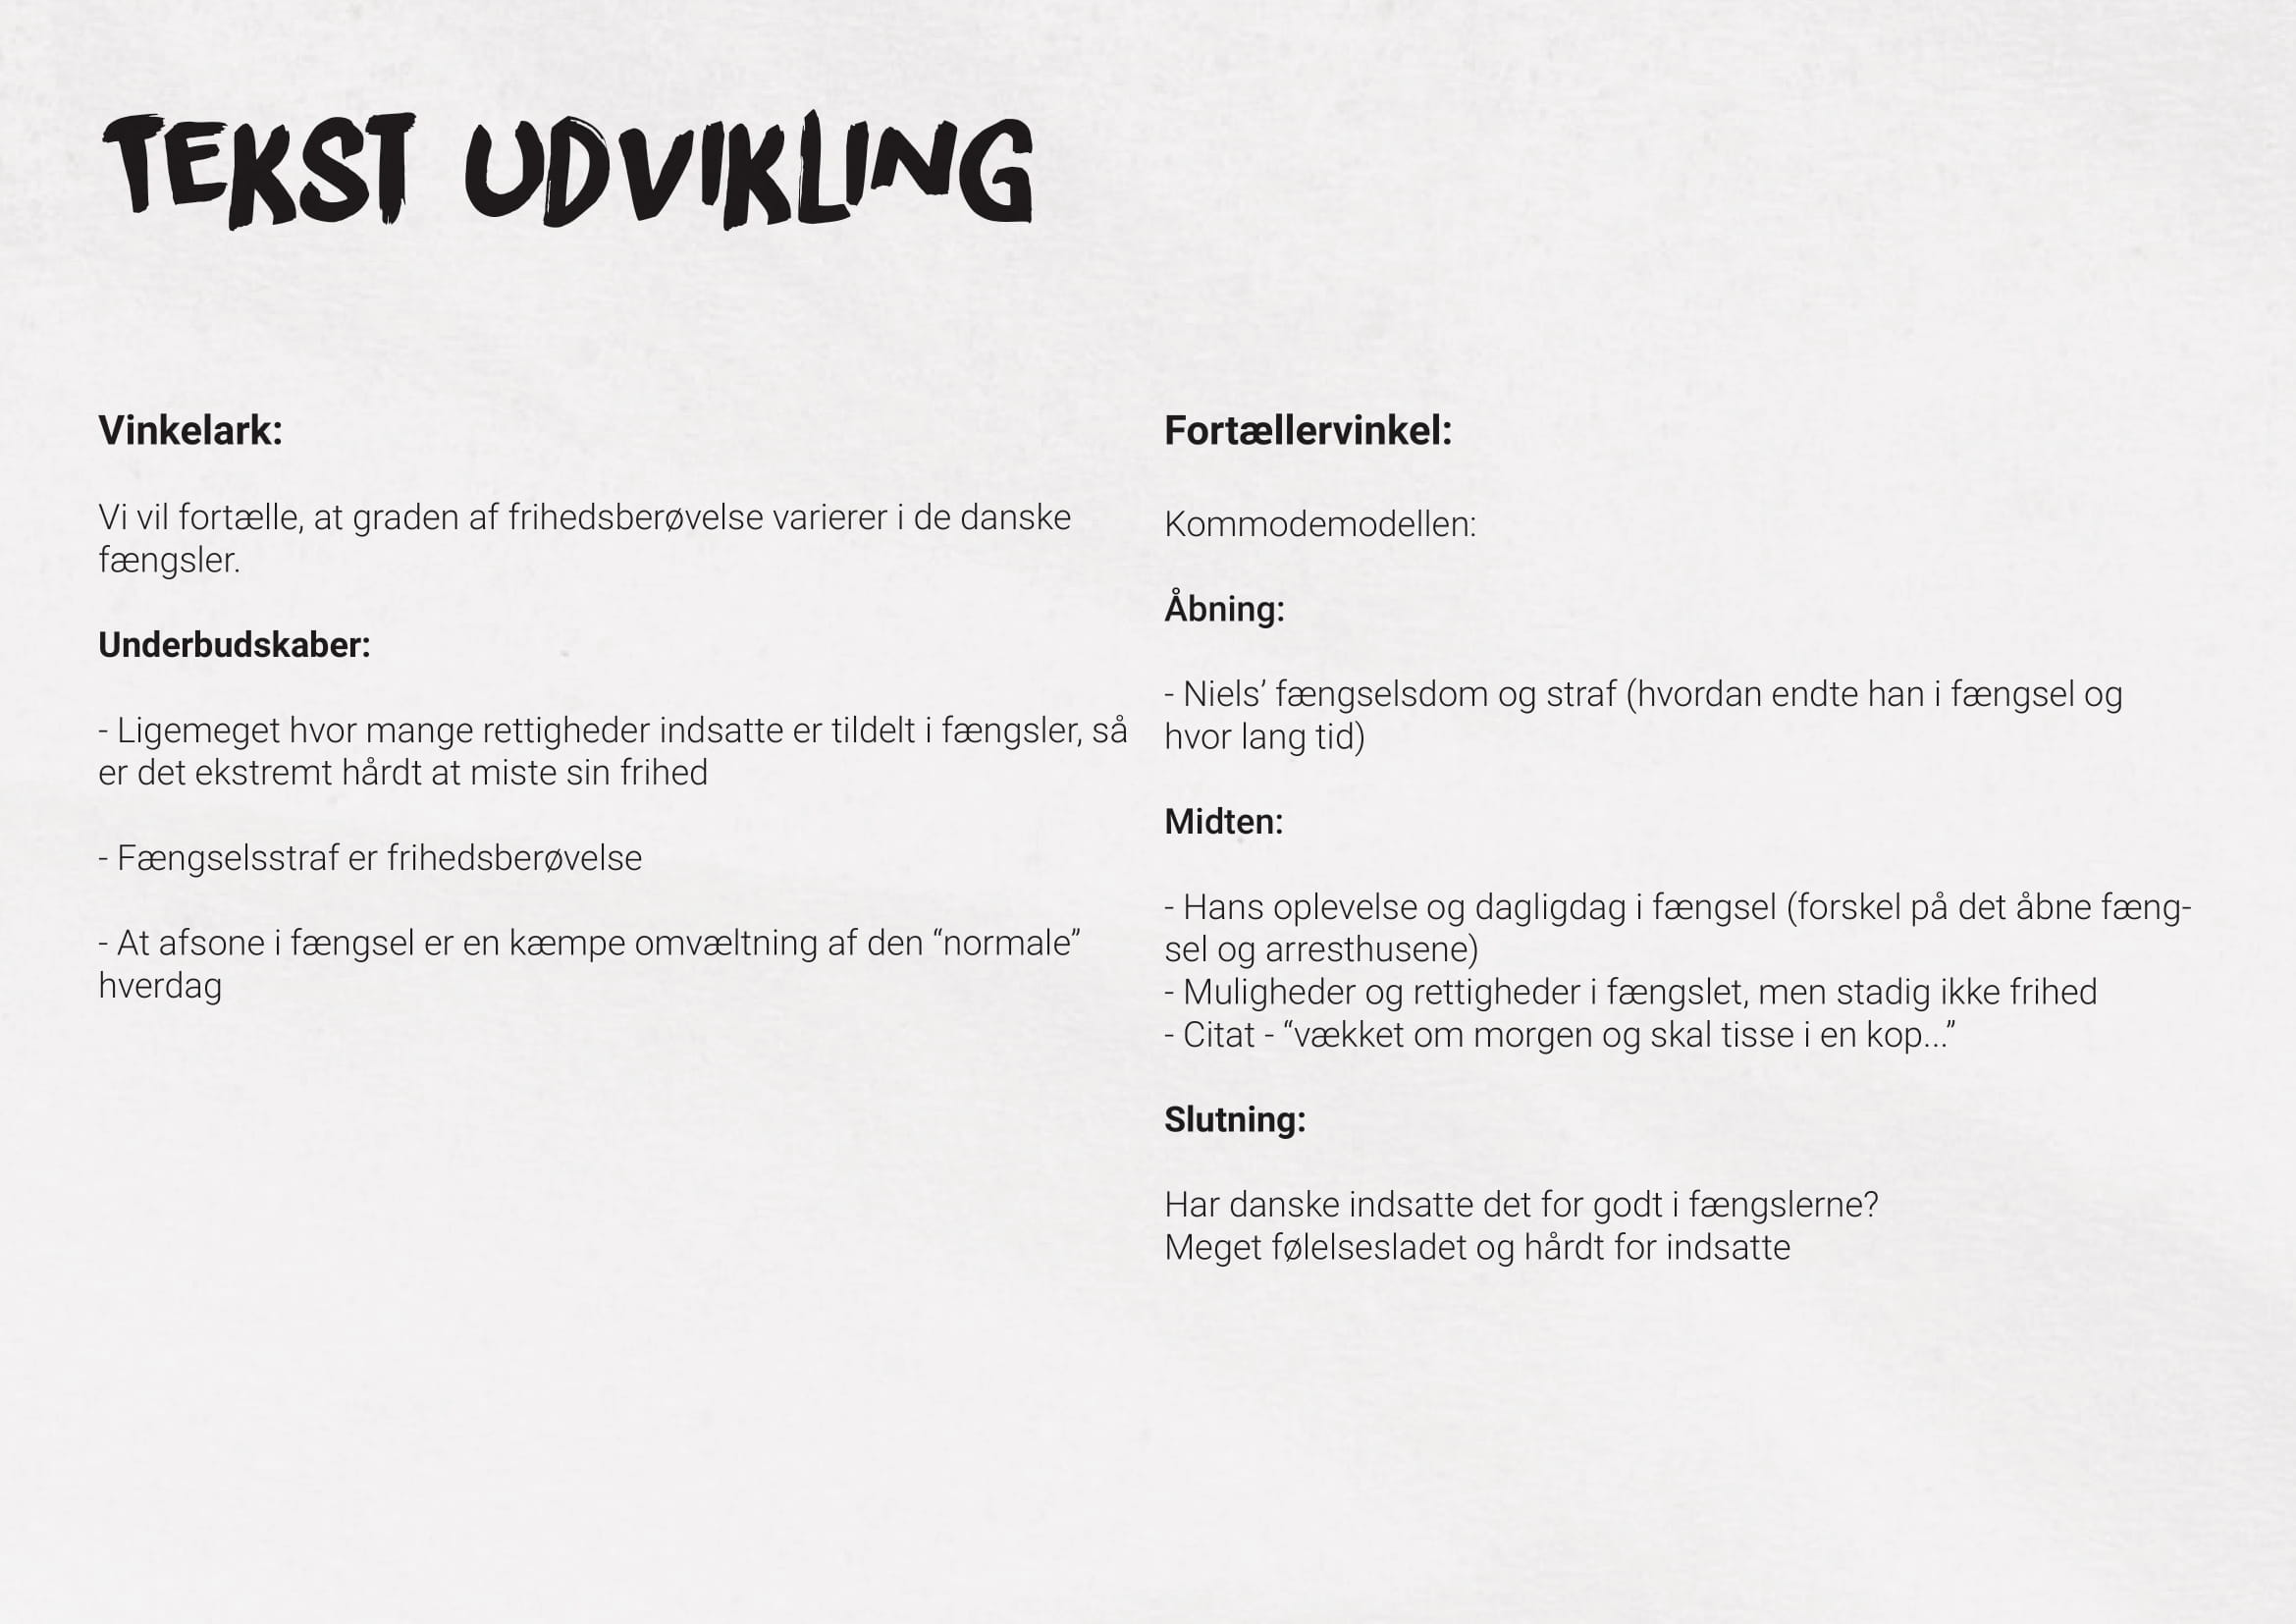 TEKST UDVIKLING
Vinkelark:
Vi vil fortælle, at graden af frihedsberøvelse varierer i de danske
fængsler.
Underbudskaber:
- Ligemeget hvor mange rettigheder indsatte er tildelt i fængsler, så
er det ekstremt hårdt at miste sin frihed
- Fængselsstraf er frihedsberøvelse
- At afsone i fængsel er en kæmpe omvæltning af den “normale”
hverdag
Fortællervinkel:
Kommodemodellen:
Åbning:
- Niels’ fængselsdom og straf (hvordan endte han i fængsel og
hvor lang tid)
Midten:
- Hans oplevelse og dagligdag i fængsel (forskel på det åbne fæng-
sel og arresthusene)
- Muligheder og rettigheder i fængslet, men stadig ikke frihed
- Citat - “vækket om morgen og skal tisse i en kop...”
Slutning:
Har danske indsatte det for godt i fængslerne?
Meget følelsesladet og hårdt for indsatte